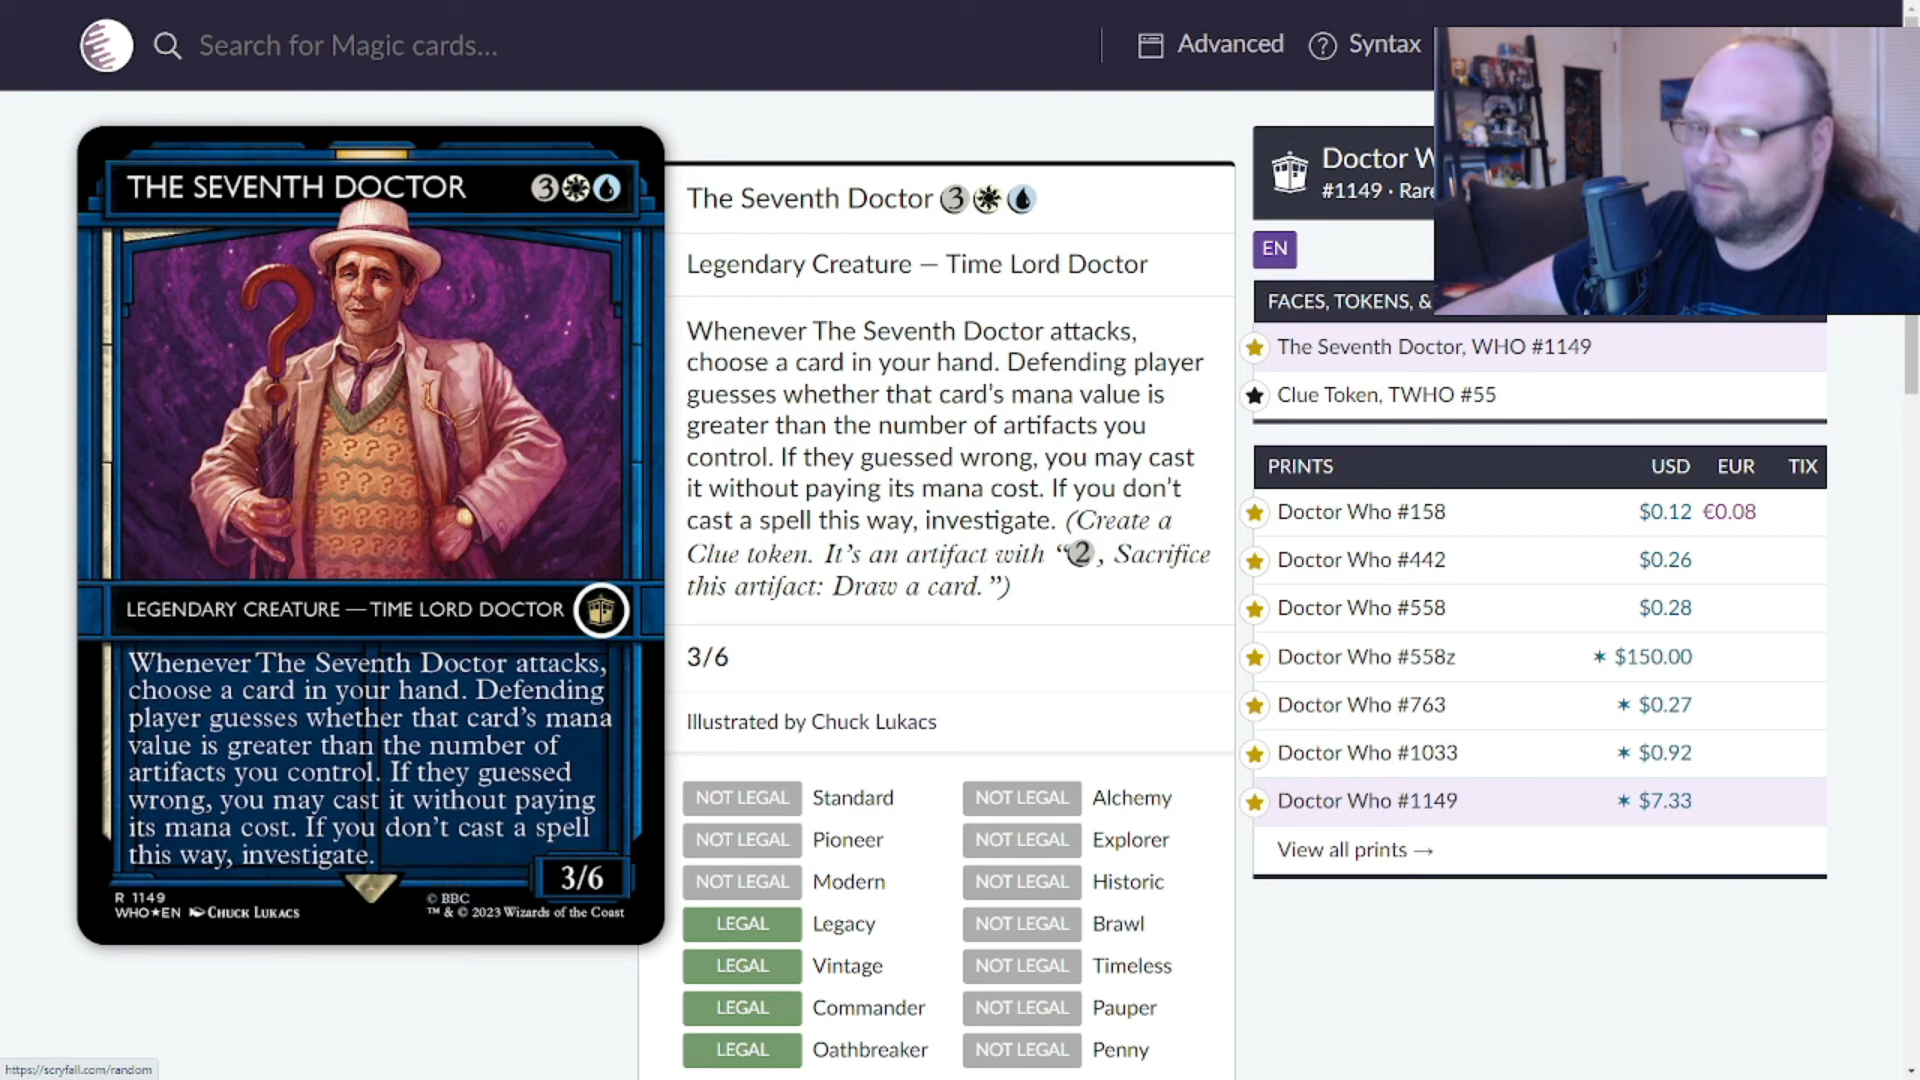 Search for Magic cards...
Advanced
Syntax
THE SEVENTH DOCTOR 3
LEGENDARY CREATURE — TIME LORD DOCTOR
Whenever The Seventh Doctor attacks,
choose a card in your hand. Defending
player guesses whether that card's mana
value is greater than the number of
artifacts you control. If they guessed
wrong, you may cast it without paying
its mana cost. If you don't cast a spell
this way, investigate.
3/6
R 1149
WHO★EN CHUCK LUKACS
© BBC
™ & © 2023 Wizards of the Coast
The Seventh Doctor 3
Legendary Creature — Time Lord Doctor
Whenever The Seventh Doctor attacks,
choose a card in your hand. Defending player
guesses whether that card's mana value is
greater than the number of artifacts you
control. If they guessed wrong, you may cast
it without paying its mana cost. If you don't
cast a spell this way, investigate. (Create a
Clue token. It's an artifact with “2, Sacrifice
this artifact: Draw a card.”)
3/6
Illustrated by Chuck Lukacs
NOT LEGAL Standard NOT LEGAL Alchemy
NOT LEGAL Pioneer NOT LEGAL Explorer
NOT LEGAL Modern NOT LEGAL Historic
LEGAL Legacy NOT LEGAL Brawl
LEGAL Vintage NOT LEGAL Timeless
LEGAL Commander NOT LEGAL Pauper
LEGAL Oathbreaker NOT LEGAL Penny
Doctor W
#1149 · Rare
EN
FACES, TOKENS, &
The Seventh Doctor, WHO #1149
Clue Token, TWHO #55
PRINTS USD EUR TIX
Doctor Who #158 $0.12 €0.08
Doctor Who #442 $0.26
Doctor Who #558 $0.28
Doctor Who #558z ✶ $150.00
Doctor Who #763 ✶ $0.27
Doctor Who #1033 ✶ $0.92
Doctor Who #1149 ✶ $7.33
View all prints →
https://scryfall.com/random